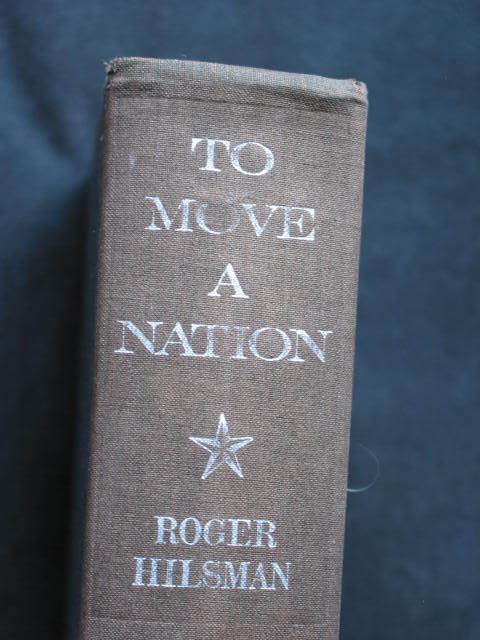 TO
MOVE
A
NATION
ROGER
HILSMAN